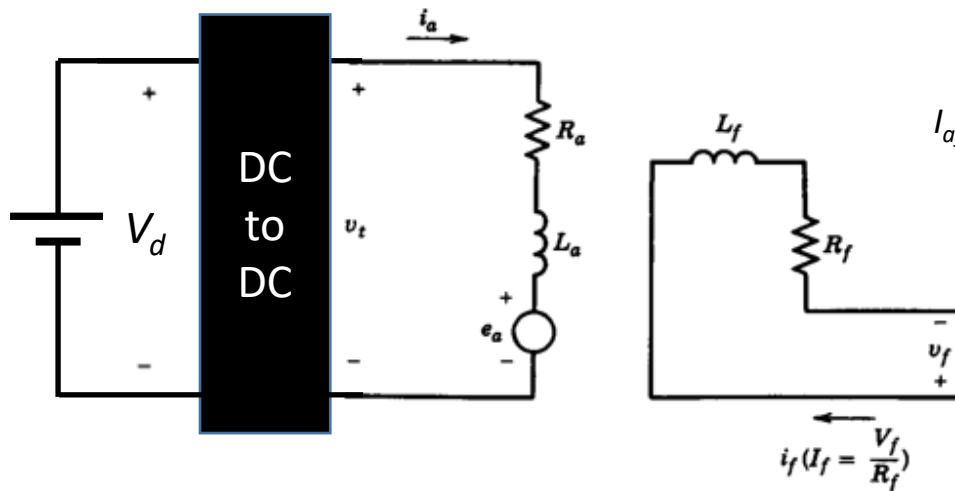 i_a
+
+
R_a
L_f
I_a
DC
to
DC
V_d
v_t
L_a
R_f
+
e_a
−
−
−
−
v_f
+
i_f (I_f = V_f / R_f)